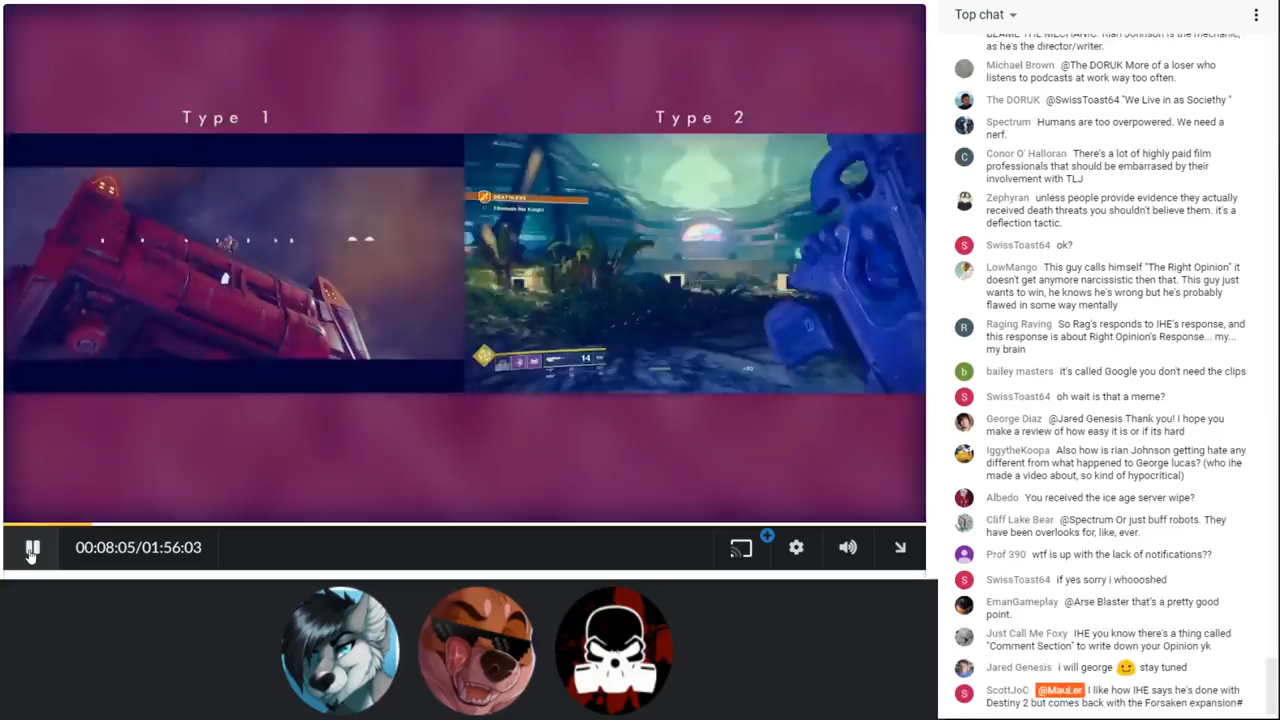 Top chat
BLAME THE MECHANIC. Rian Johnson is the mechanic,
as he's the director/writer.
Michael Brown @The DORUK More of a loser who
listens to podcasts at work way too often.
The DORUK @SwissToast64 "We Live in as Societhy "
Spectrum Humans are too overpowered. We need a
nerf.
Conor O' Halloran There's a lot of highly paid film
professionals that should be embarrased by their
involvement with TLJ
Zephyran unless people provide evidence they actually
received death threats you shouldn't believe them. it's a
deflection tactic.
SwissToast64 ok?
LowMango This guy calls himself "The Right Opinion" it
doesn't get anymore narcissistic then that. This guy just
wants to win, he knows he's wrong but he's probably
flawed in some way mentally
Raging Raving So Rag's responds to IHE's response, and
this response is about Right Opinion's Response... my...
my brain
bailey masters it's called Google you don't need the clips
SwissToast64 oh wait is that a meme?
George Diaz @Jared Genesis Thank you! I hope you
make a review of how easy it is or if its hard
IggytheKoopa Also how is rian Johnson getting hate any
different from what happened to George lucas? (who ihe
made a video about, so kind of hypocritical)
Albedo You received the ice age server wipe?
Cliff Lake Bear @Spectrum Or just buff robots. They
have been overlooks for, like, ever.
Prof 390 wtf is up with the lack of notifications??
SwissToast64 if yes sorry i whoooshed
EmanGameplay @Arse Blaster that's a pretty good
point.
Just Call Me Foxy IHE you know there's a thing called
"Comment Section" to write down your Opinion yk
Jared Genesis i will george stay tuned
ScottJoC @MauLer I like how IHE says he's done with
Destiny 2 but comes back with the Forsaken expansion#
Type 1
Type 2
DEATHLESS
14
00:08:05/01:56:03